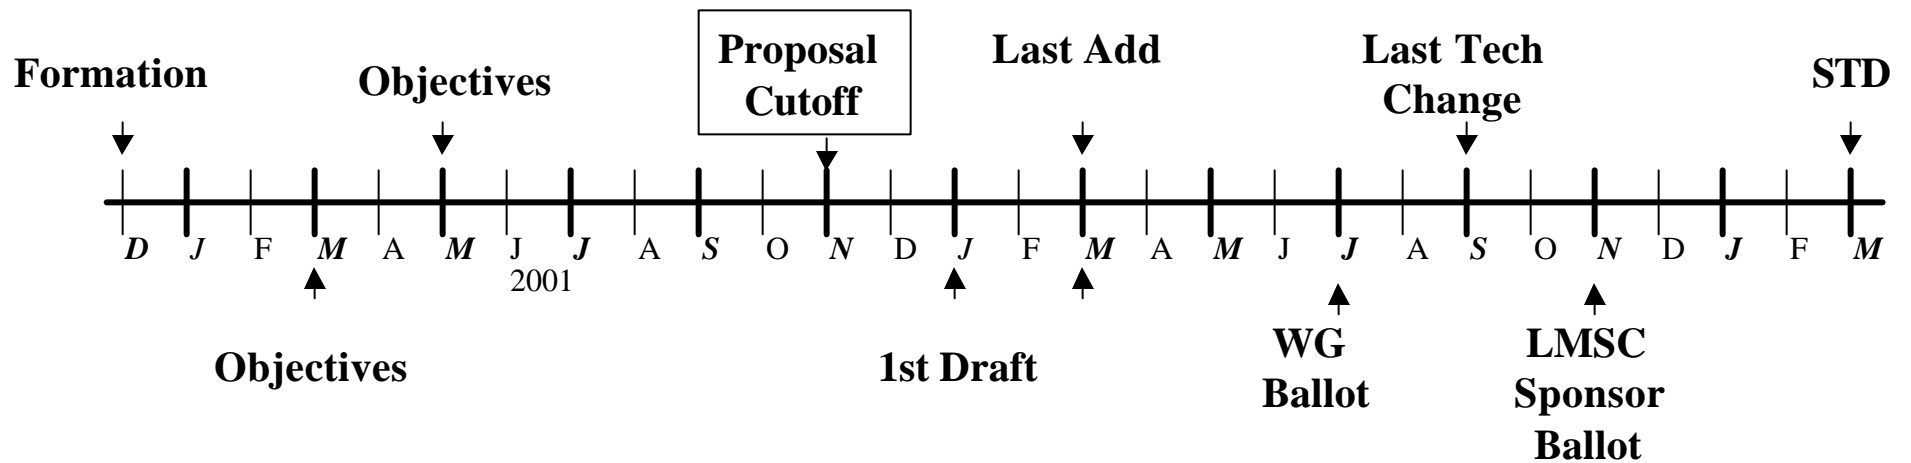 Formation
Objectives
Proposal
Cutoff
Last Add
Last Tech
Change
STD
D J F M A M J J A S O N D J F M A M J J A S O N D J F M
2001
Objectives
1st Draft
WG
Ballot
LMSC
Sponsor
Ballot